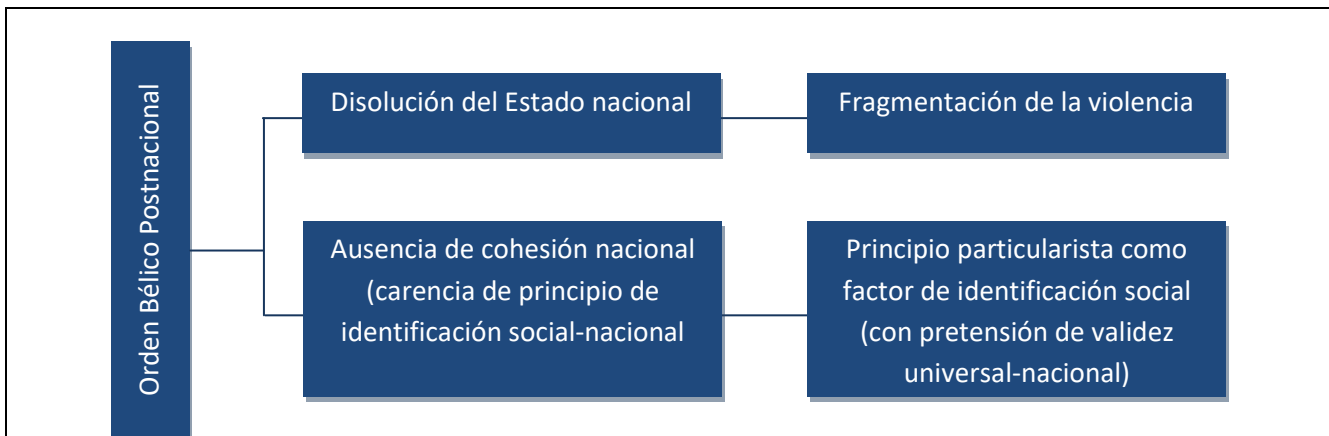 Orden Bélico Postnacional
Disolución del Estado nacional
Fragmentación de la violencia
Ausencia de cohesión nacional
(carencia de principio de
identificación social-nacional
Principio particularista como
factor de identificación social
(con pretensión de validez
universal-nacional)